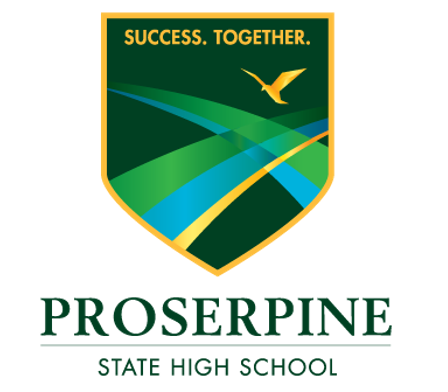 SUCCESS. TOGETHER.
PROSERPINE
STATE HIGH SCHOOL